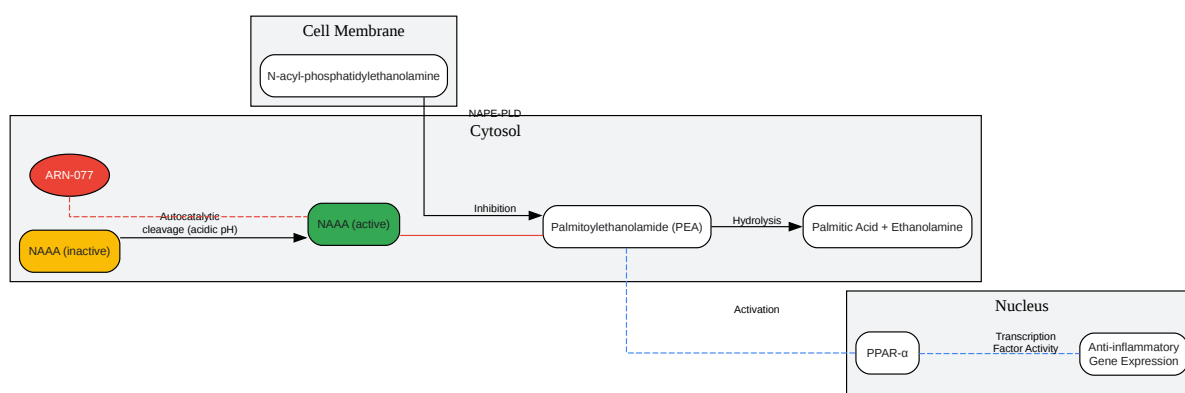 Cell Membrane
N-acyl-phosphatidylethanolamine
NAPE-PLD
Cytosol
ARN-077
Autocatalytic
cleavage (acidic pH)
NAAA (inactive)
NAAA (active)
Inhibition
Palmitoylethanolamide (PEA)
Hydrolysis
Palmitic Acid + Ethanolamine
Activation
Nucleus
PPAR-α
Transcription
Factor Activity
Anti-inflammatory
Gene Expression